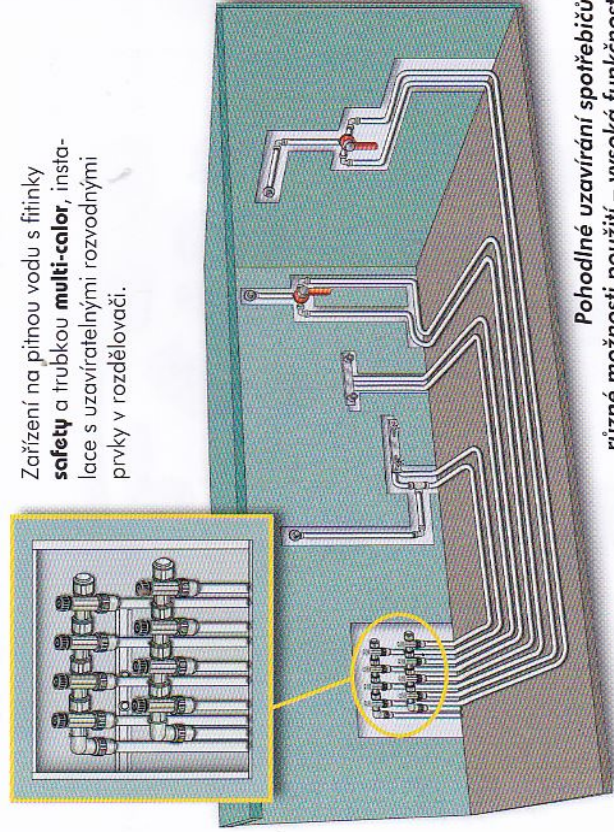 Zařízení na pitnou vodu s fitinky
safety a trubkou multi-calor, insta-
lace s uzavíratelnými rozvodnými
prvky v rozdělovači.
Pohodlné uzavírání spotřebičů
různé možnosti použití – vysoká funkčnost